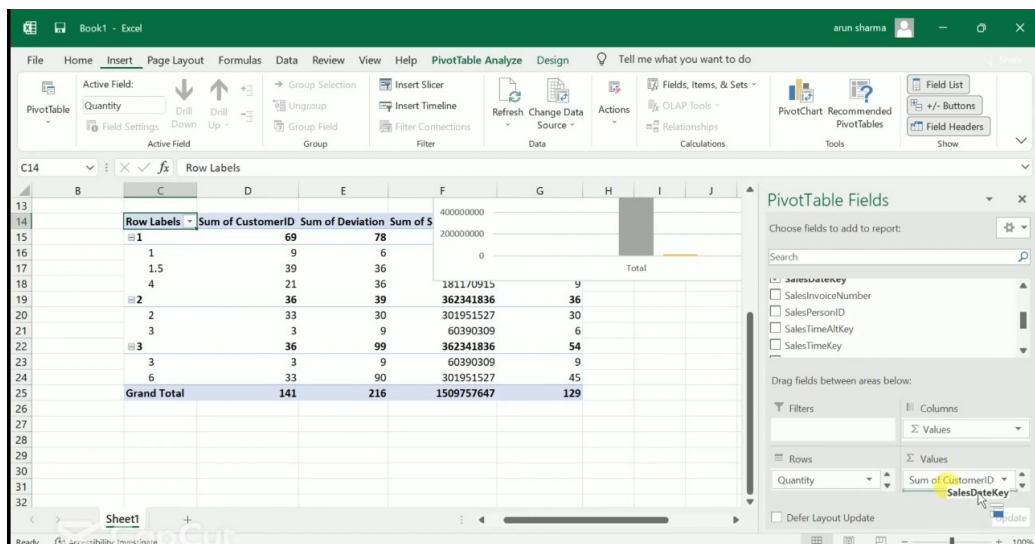 Book1 - Excel
arun sharma
File Home Insert Page Layout Formulas Data Review View Help PivotTable Analyze Design Tell me what you want to do
PivotTable
Active Field:
Quantity
Field Settings
Drill Down
Drill Up
Active Field
Group Selection
Ungroup
Group Field
Group
Insert Slicer
Insert Timeline
Filter Connections
Filter
Refresh
Change Data Source
Data
Actions
Fields, Items, & Sets
OLAP Tools
Relationships
Calculations
PivotChart
Recommended PivotTables
Tools
Field List
+/- Buttons
Field Headers
Show
C14
fx Row Labels
B C D E F G H I J
13
14 Row Labels Sum of CustomerID Sum of Deviation Sum of S
15 1 69 78
16 1 9 6
17 1.5 39 36
18 4 21 36 181170915 9
19 2 36 39 362341836 36
20 2 33 30 301951527 30
21 3 3 9 60390309 6
22 3 36 99 362341836 54
23 3 3 9 60390309 9
24 6 33 90 301951527 45
25 Grand Total 141 216 1509757647 129
26
27
28
29
30
31
32
400000000
200000000
0
Total
PivotTable Fields
Choose fields to add to report:
Search
SalesDateKey
SalesInvoiceNumber
SalesPersonID
SalesTimeAltKey
SalesTimeKey
Drag fields between areas below:
Filters
Columns
Σ Values
Rows
Quantity
Σ Values
Sum of CustomerID
SalesDateKey
Defer Layout Update
Update
Sheet1
CapCut
Ready
Accessibility: Investigate
100%